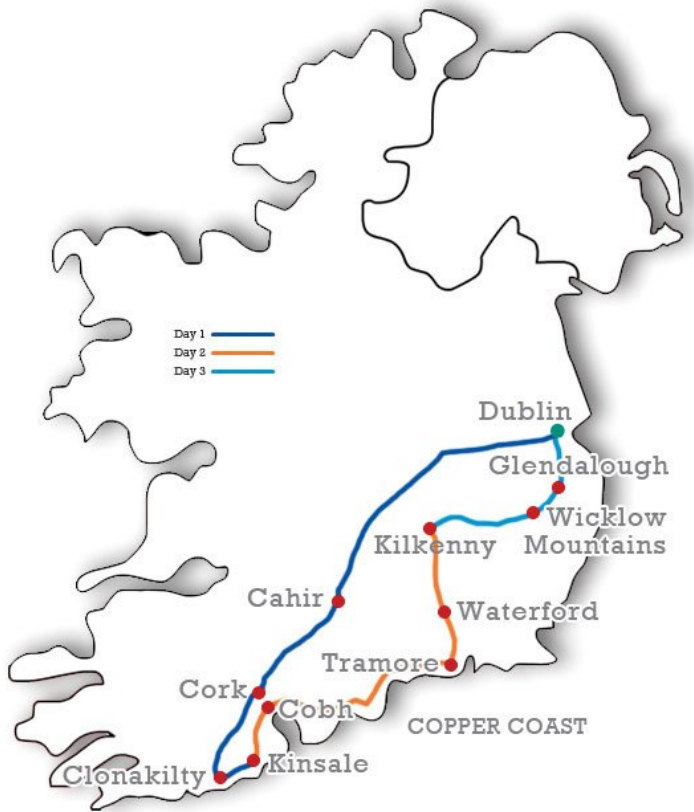 Day 1
Day 2
Day 3
Dublin
Glendalough
Wicklow
Mountains
Kilkenny
Cahir
Waterford
Tramore
Cork
Cobh
COPPER COAST
Kinsale
Clonakilty